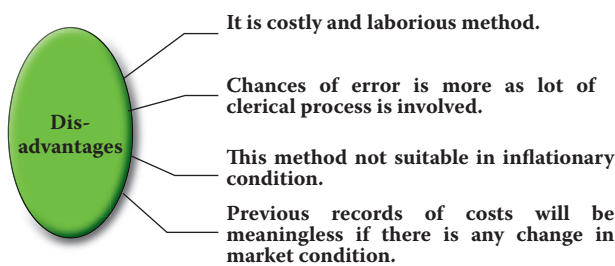 Dis-
advantages
It is costly and laborious method.
Chances of error is more as lot of
clerical process is involved.
This method not suitable in inflationary
condition.
Previous records of costs will be
meaningless if there is any change in
market condition.